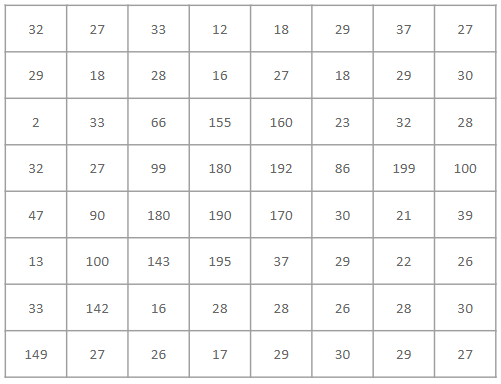 32 27 33 12 18 29 37 27
29 18 28 16 27 18 29 30
2 33 66 155 160 23 32 28
32 27 99 180 192 86 199 100
47 90 180 190 170 30 21 39
13 100 143 195 37 29 22 26
33 142 16 28 28 26 28 30
149 27 26 17 29 30 29 27